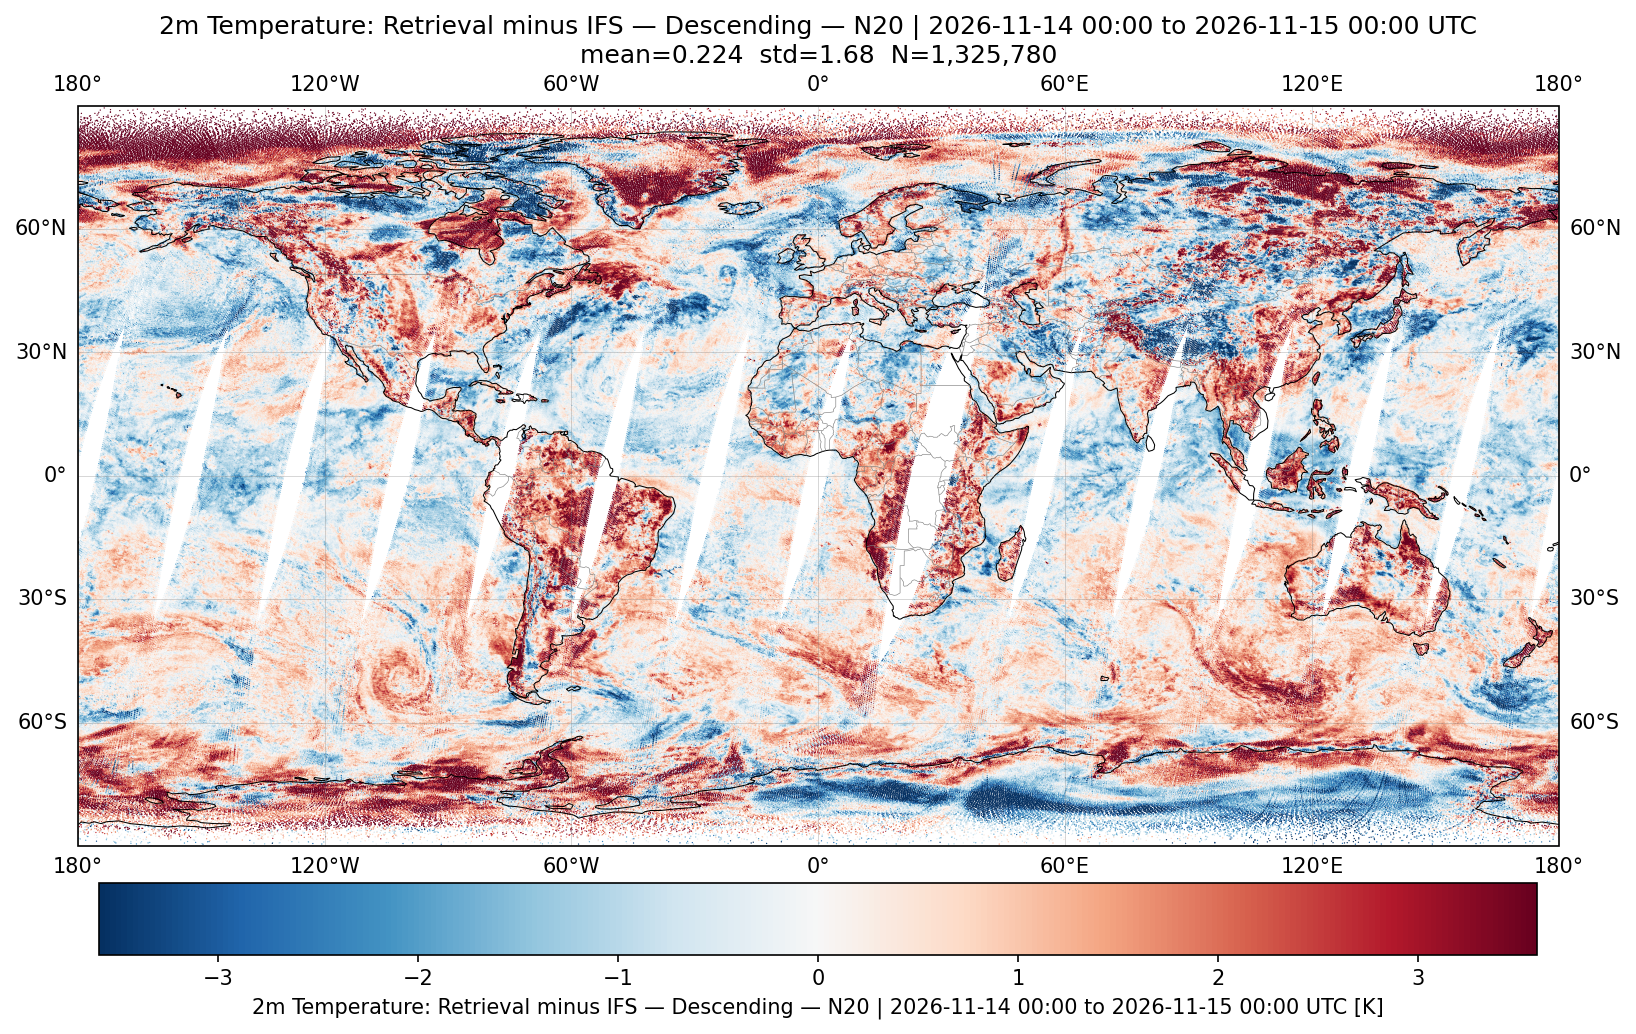 2m Temperature: Retrieval minus IFS — Descending — N20 | 2026-11-14 00:00 to 2026-11-15 00:00 UTC
mean=0.224 std=1.68 N=1,325,780
180° 120°W 60°W 0° 60°E 120°E 180°
60°N 60°N
30°N 30°N
0° 0°
30°S 30°S
60°S 60°S
180° 120°W 60°W 0° 60°E 120°E 180°
−3 −2 −1 0 1 2 3
2m Temperature: Retrieval minus IFS — Descending — N20 | 2026-11-14 00:00 to 2026-11-15 00:00 UTC [K]